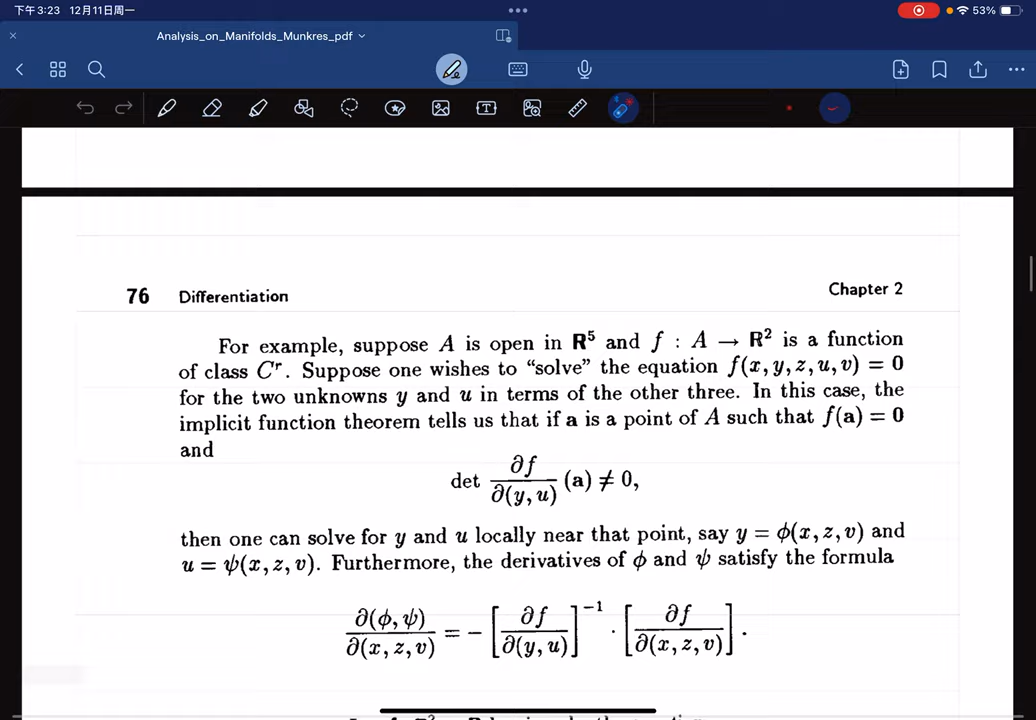 下午3:23 12月11日周一
53%
Analysis_on_Manifolds_Munkres_pdf
76 Differentiation Chapter 2
For example, suppose A is open in R⁵ and f : A → R² is a function
of class Cʳ. Suppose one wishes to “solve” the equation f(x, y, z, u, v) = 0
for the two unknowns y and u in terms of the other three. In this case, the
implicit function theorem tells us that if a is a point of A such that f(a) = 0
and
det ∂f/∂(y, u) (a) ≠ 0,
then one can solve for y and u locally near that point, say y = ϕ(x, z, v) and
u = ψ(x, z, v). Furthermore, the derivatives of ϕ and ψ satisfy the formula
∂(ϕ, ψ)/∂(x, z, v) = − [∂f/∂(y, u)]⁻¹ · [∂f/∂(x, z, v)].